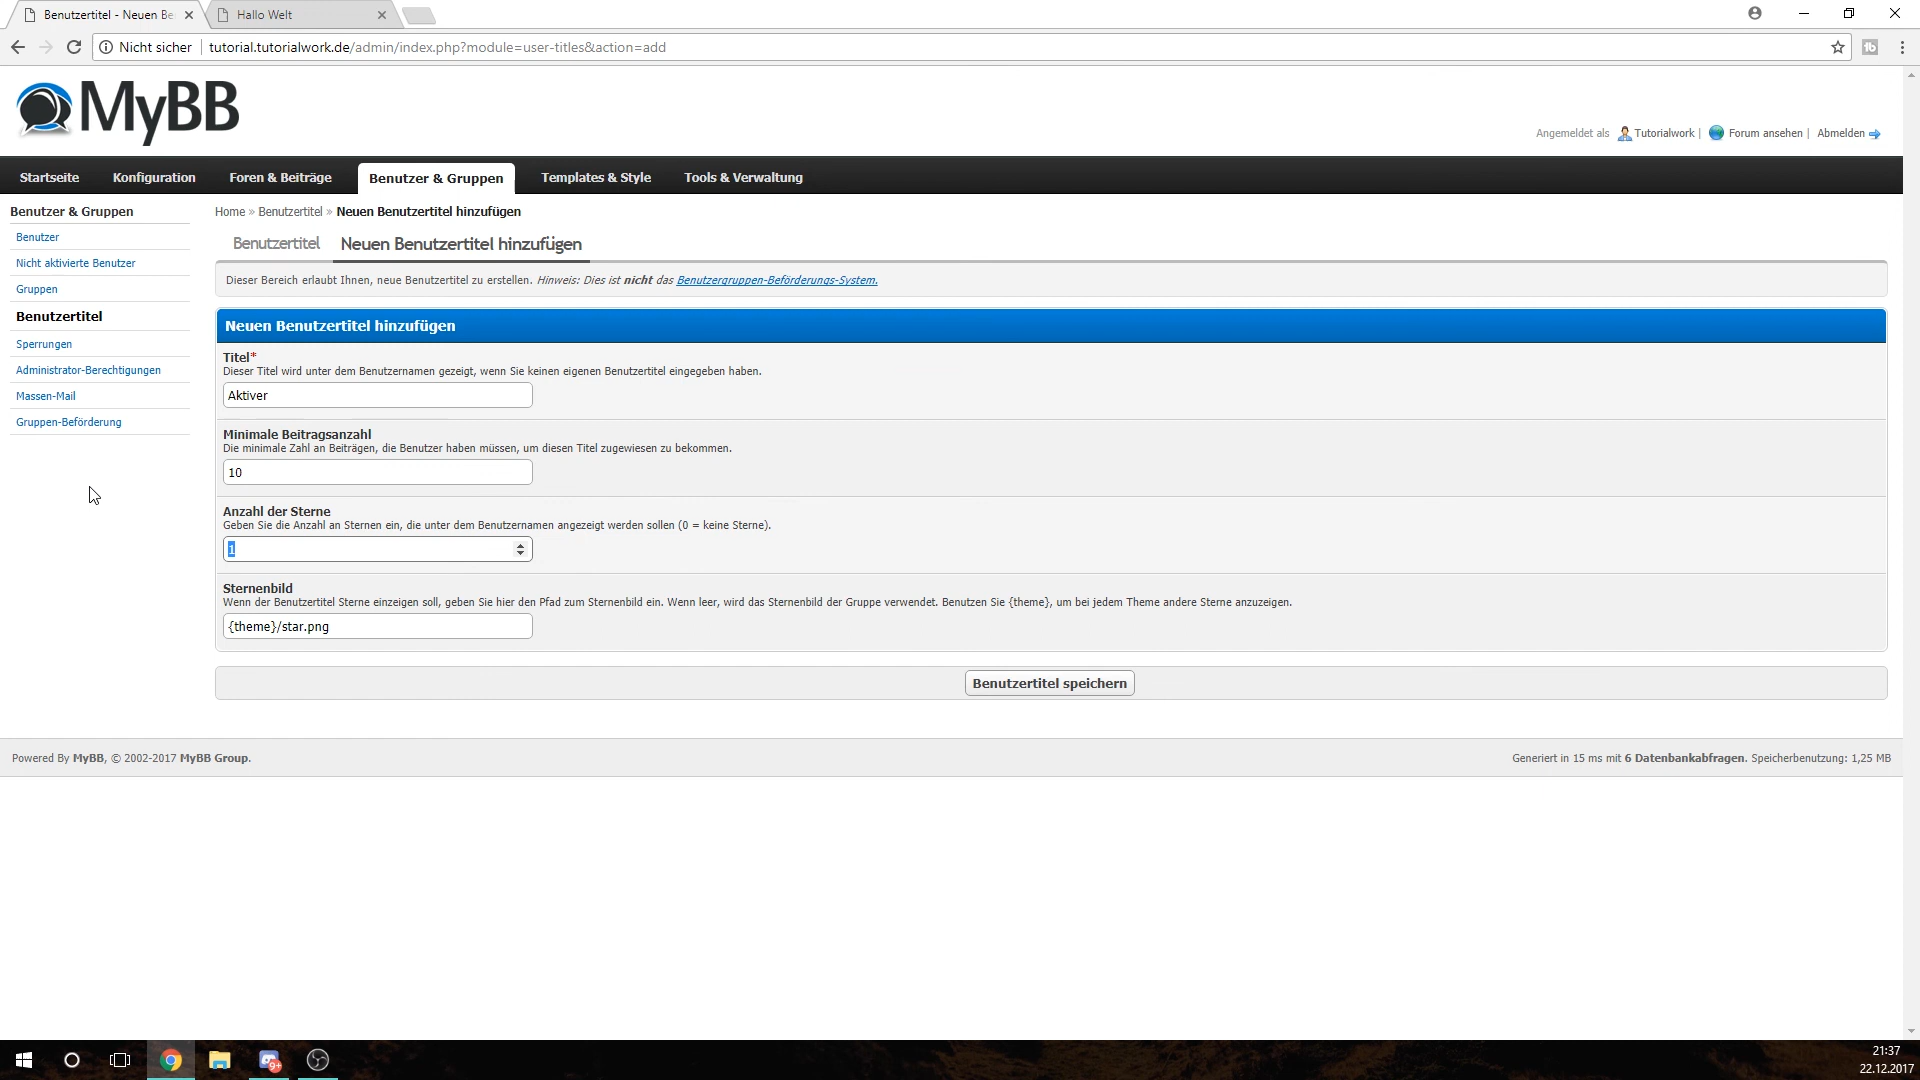 Benutzertitel - Neuen Be
Hallo Welt
Nicht sicher
tutorial.tutorialwork.de/admin/index.php?module=user-titles&action=add
MyBB
Angemeldet als Tutorialwork | Forum ansehen | Abmelden
Startseite
Konfiguration
Foren & Beiträge
Benutzer & Gruppen
Templates & Style
Tools & Verwaltung
Benutzer & Gruppen
Benutzer
Nicht aktivierte Benutzer
Gruppen
Benutzertitel
Sperrungen
Administrator-Berechtigungen
Massen-Mail
Gruppen-Beförderung
Home » Benutzertitel » Neuen Benutzertitel hinzufügen
Benutzertitel
Neuen Benutzertitel hinzufügen
Dieser Bereich erlaubt Ihnen, neue Benutzertitel zu erstellen. Hinweis: Dies ist nicht das Benutzergruppen-Beförderungs-System.
Neuen Benutzertitel hinzufügen
Titel*
Dieser Titel wird unter dem Benutzernamen gezeigt, wenn Sie keinen eigenen Benutzertitel eingegeben haben.
Aktiver
Minimale Beitragsanzahl
Die minimale Zahl an Beiträgen, die Benutzer haben müssen, um diesen Titel zugewiesen zu bekommen.
10
Anzahl der Sterne
Geben Sie die Anzahl an Sternen ein, die unter dem Benutzernamen angezeigt werden sollen (0 = keine Sterne).
1
Sternenbild
Wenn der Benutzertitel Sterne einzeigen soll, geben Sie hier den Pfad zum Sternenbild ein. Wenn leer, wird das Sternenbild der Gruppe verwendet. Benutzen Sie {theme}, um bei jedem Theme andere Sterne anzuzeigen.
{theme}/star.png
Benutzertitel speichern
Powered By MyBB, © 2002-2017 MyBB Group.
Generiert in 15 ms mit 6 Datenbankabfragen. Speicherbenutzung: 1,25 MB
9+
21:37
22.12.2017